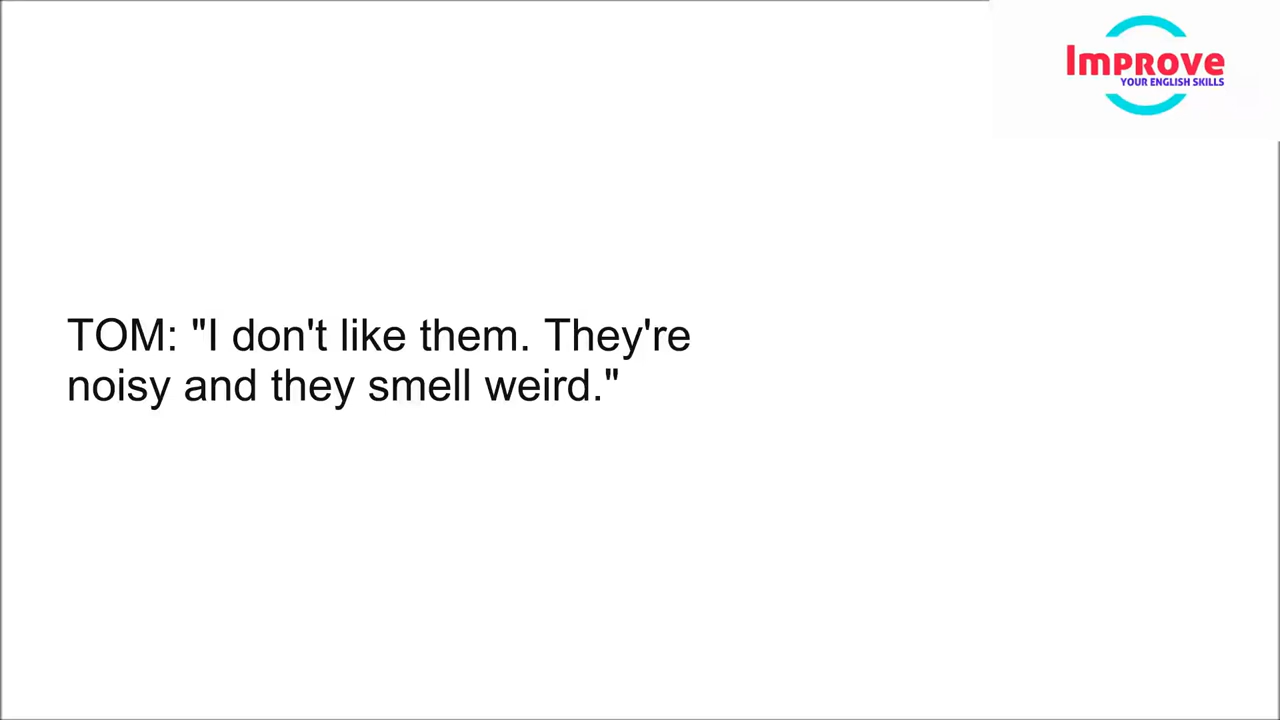 Improve
YOUR ENGLISH SKILLS
TOM: "I don't like them. They're
noisy and they smell weird."